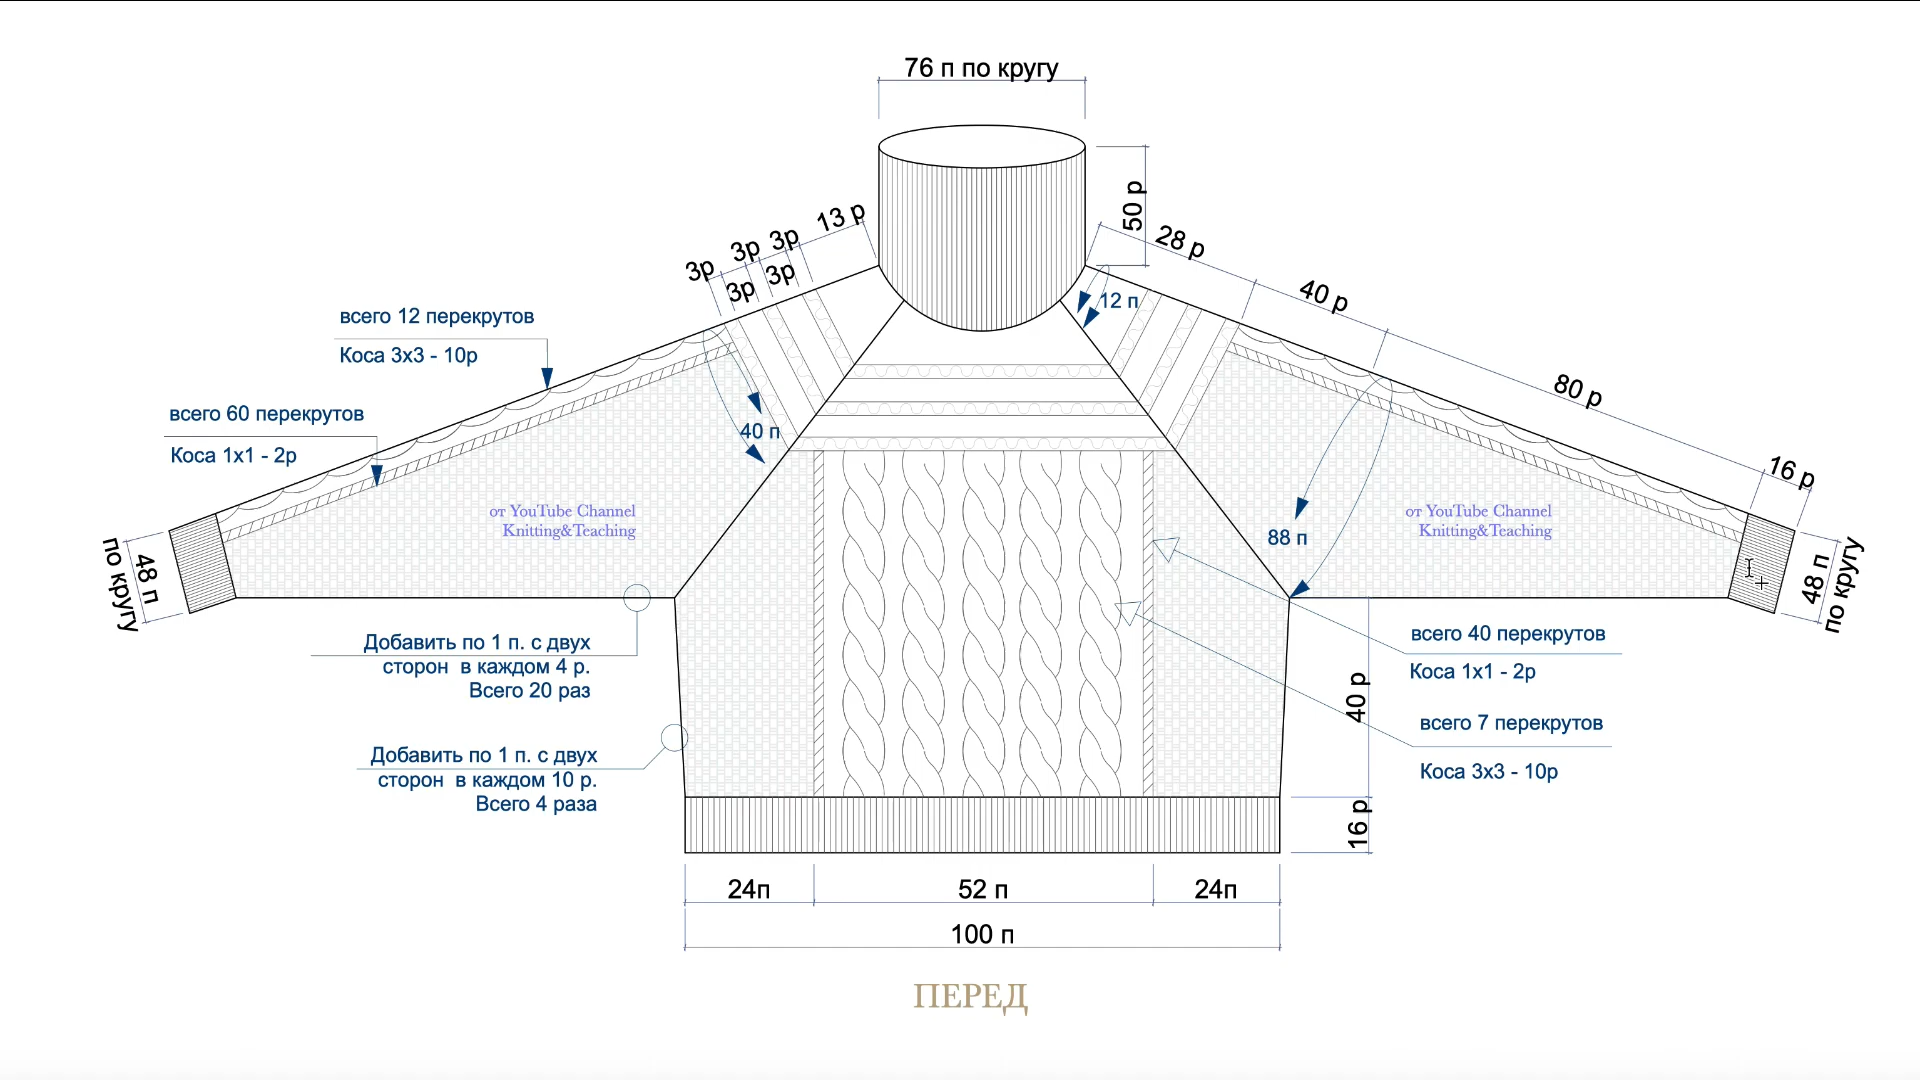 76 п по кругу
50 р
13 р
3р
3р
3р
3р
3р
28 р
40 р
12 п
всего 12 перекрутов
Коса 3х3 - 10р
80 р
всего 60 перекрутов
Коса 1х1 - 2р
40 п
16 р
от YouTube Channel
Knitting&Teaching
от YouTube Channel
Knitting&Teaching
88 п
48 п
по кругу
48 п
по кругу
Добавить по 1 п. с двух
сторон в каждом 4 р.
Всего 20 раз
всего 40 перекрутов
Коса 1х1 - 2р
40 р
всего 7 перекрутов
Коса 3х3 - 10р
Добавить по 1 п. с двух
сторон в каждом 10 р.
Всего 4 раза
16 р
24п
52 п
24п
100 п
ПЕРЕД